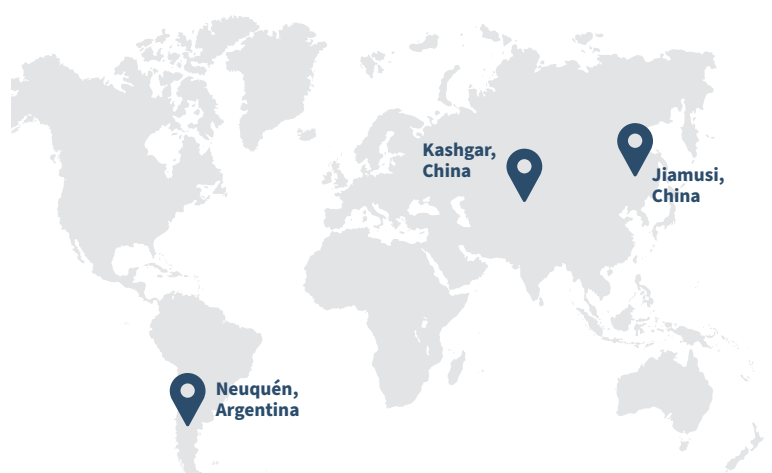 Kashgar,
China
Jiamusi,
China
Neuquén,
Argentina